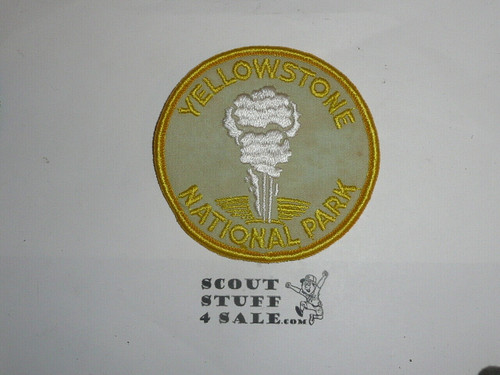 YELLOWSTONE
NATIONAL PARK
SCOUT
STUFF
4 SALE.COM